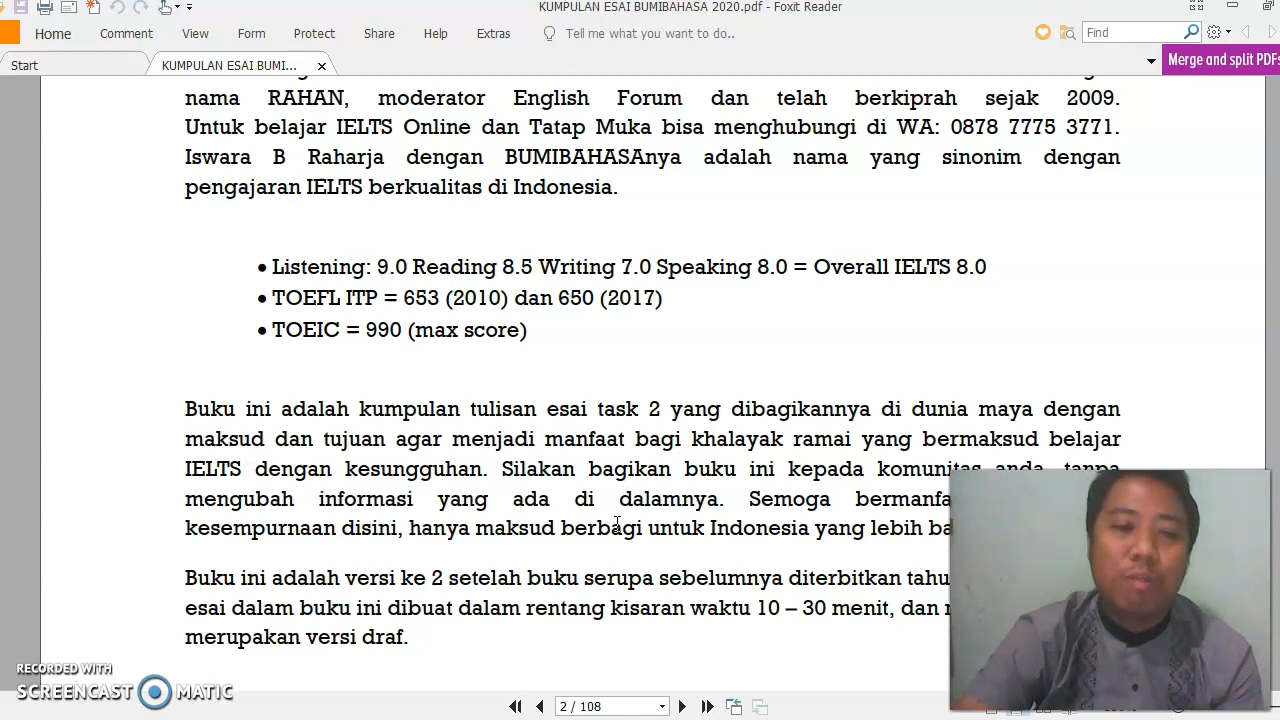 KUMPULAN ESAI BUMIBAHASA 2020.pdf - Foxit Reader
Home Comment View Form Protect Share Help Extras Tell me what you want to do.. Find
Start KUMPULAN ESAI BUMI... Merge and split PDFs
nama RAHAN, moderator English Forum dan telah berkiprah sejak 2009.
Untuk belajar IELTS Online dan Tatap Muka bisa menghubungi di WA: 0878 7775 3771.
Iswara B Raharja dengan BUMIBAHASAnya adalah nama yang sinonim dengan
pengajaran IELTS berkualitas di Indonesia.
• Listening: 9.0 Reading 8.5 Writing 7.0 Speaking 8.0 = Overall IELTS 8.0
• TOEFL ITP = 653 (2010) dan 650 (2017)
• TOEIC = 990 (max score)
Buku ini adalah kumpulan tulisan esai task 2 yang dibagikannya di dunia maya dengan
maksud dan tujuan agar menjadi manfaat bagi khalayak ramai yang bermaksud belajar
IELTS dengan kesungguhan. Silakan bagikan buku ini kepada komunitas anda, tanpa
mengubah informasi yang ada di dalamnya. Semoga
kesempurnaan disini, hanya maksud berbagi untuk Indonesia yang lebih
Buku ini adalah versi ke 2 setelah buku serupa sebelumnya diterbitkan
esai dalam buku ini dibuat dalam rentang kisaran waktu 10 – 30 menit, dan
merupakan versi draf.
RECORDED WITH
SCREENCAST MATIC
2 / 108